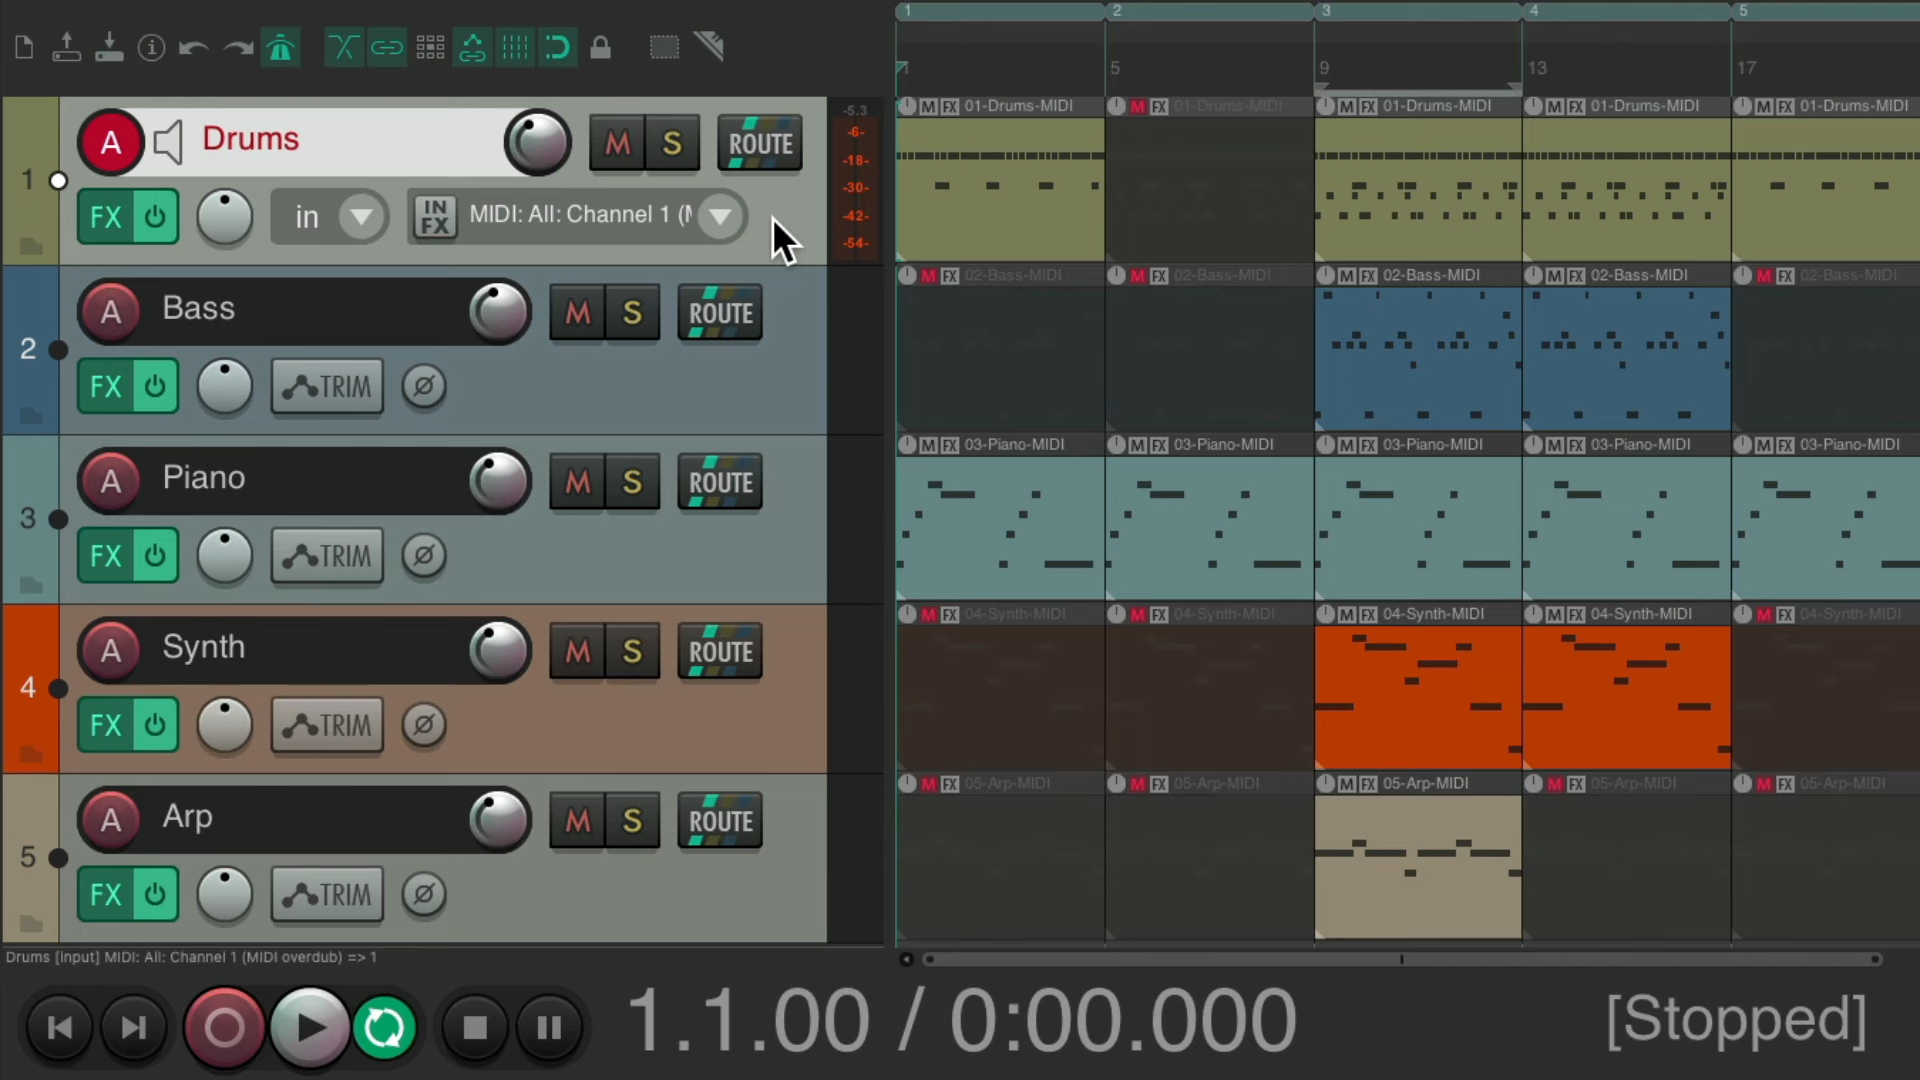 1 2 3 4 5
1 5 9 13 17
1 A Drums M S ROUTE
FX in IN FX MIDI: All: Channel 1 (
-5.3
-6-
-18-
-30-
-42-
-54-
M FX 01-Drums-MIDI M FX 01-Drums-MIDI M FX 01-Drums-MIDI M FX 01-Drums-MIDI M FX 01-Drums-MIDI
2 A Bass M S ROUTE
FX TRIM Ø
M FX 02-Bass-MIDI M FX 02-Bass-MIDI M FX 02-Bass-MIDI M FX 02-Bass-MIDI M FX 02-Bass-MIDI
3 A Piano M S ROUTE
FX TRIM Ø
M FX 03-Piano-MIDI M FX 03-Piano-MIDI M FX 03-Piano-MIDI M FX 03-Piano-MIDI M FX 03-Piano-MIDI
4 A Synth M S ROUTE
FX TRIM Ø
M FX 04-Synth-MIDI M FX 04-Synth-MIDI M FX 04-Synth-MIDI M FX 04-Synth-MIDI M FX 04-Synth-MIDI
5 A Arp M S ROUTE
FX TRIM Ø
M FX 05-Arp-MIDI M FX 05-Arp-MIDI M FX 05-Arp-MIDI M FX 05-Arp-MIDI M FX 05-Arp-MIDI
Drums [Input] MIDI: All: Channel 1 (MIDI overdub) => 1
1.1.00 / 0:00.000 [Stopped]